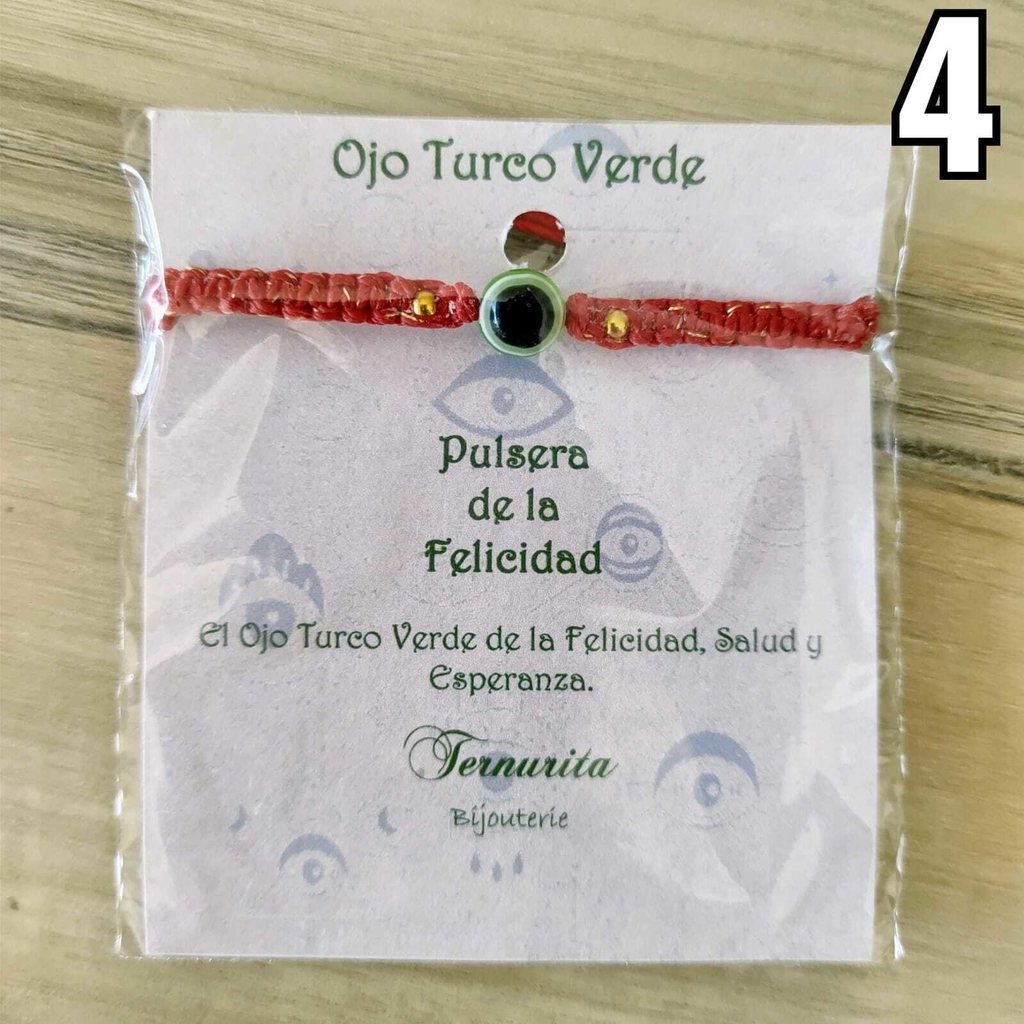 4
Ojo Turco Verde
Pulsera
de la
Felicidad
El Ojo Turco Verde de la Felicidad, Salud y
Esperanza.
Ternurita
Bijouterie